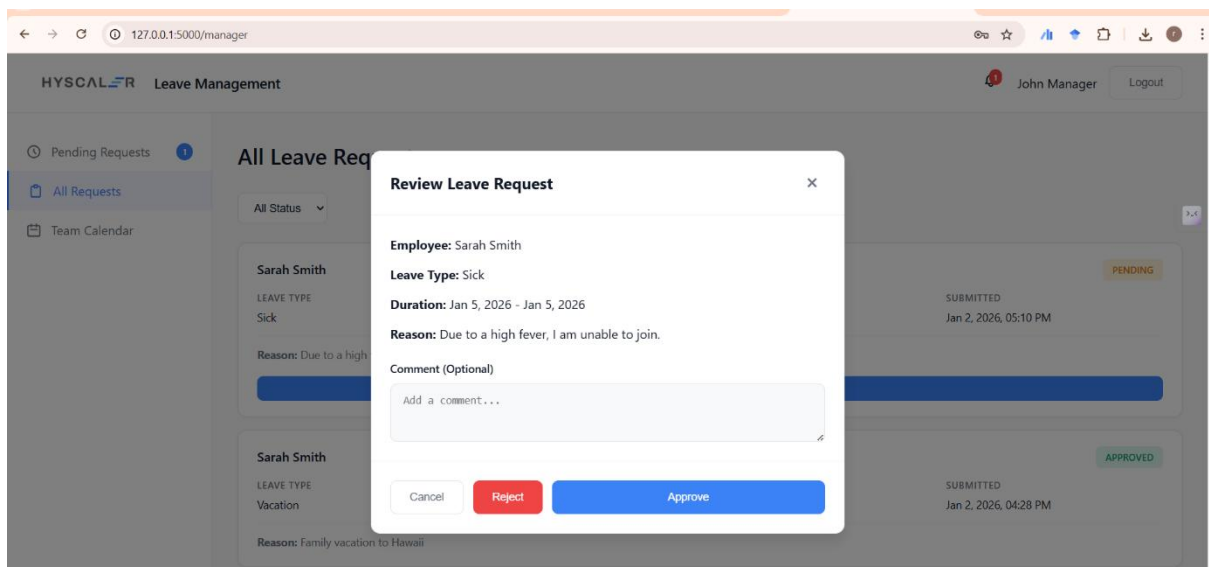 127.0.0.1:5000/manager
HYSCALER Leave Management
1
John Manager
Logout
Pending Requests 1
All Requests
Team Calendar
All Leave Req
All Status
Sarah Smith
PENDING
LEAVE TYPE
SUBMITTED
Sick
Jan 2, 2026, 05:10 PM
Reason: Due to a high
Sarah Smith
APPROVED
LEAVE TYPE
SUBMITTED
Vacation
Jan 2, 2026, 04:28 PM
Reason: Family vacation to Hawaii
Review Leave Request
Employee: Sarah Smith
Leave Type: Sick
Duration: Jan 5, 2026 - Jan 5, 2026
Reason: Due to a high fever, I am unable to join.
Comment (Optional)
Add a comment...
Cancel
Reject
Approve